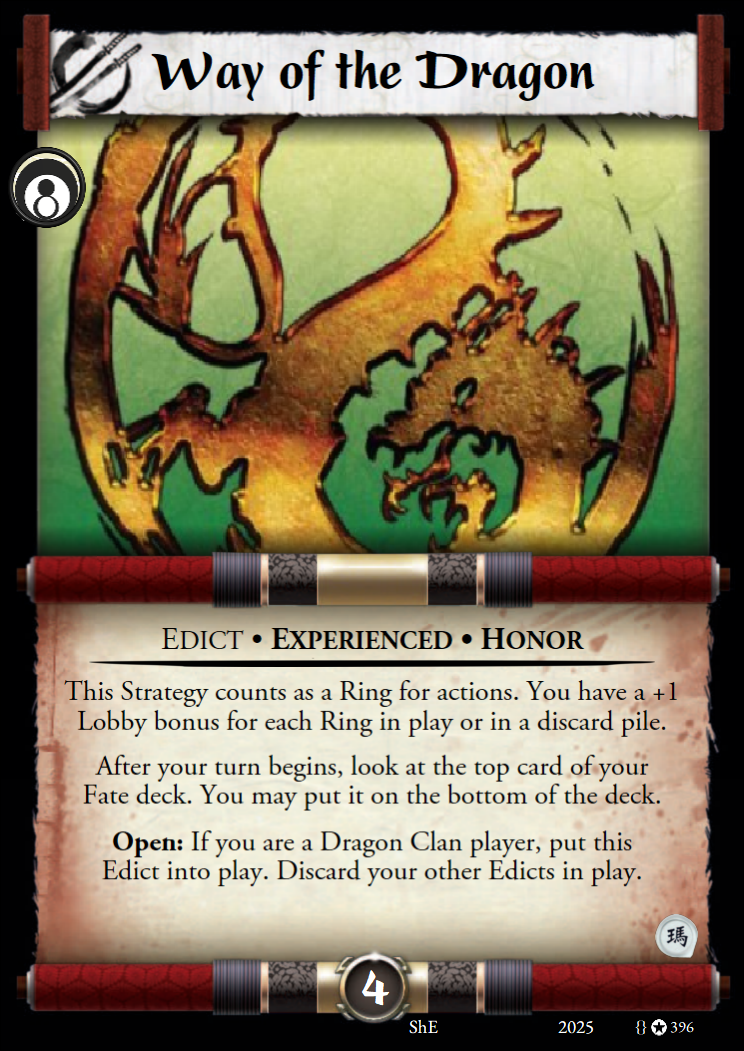 Way of the Dragon
EDICT • EXPERIENCED • HONOR
This Strategy counts as a Ring for actions. You have a +1
Lobby bonus for each Ring in play or in a discard pile.
After your turn begins, look at the top card of your
Fate deck. You may put it on the bottom of the deck.
Open: If you are a Dragon Clan player, put this
Edict into play. Discard your other Edicts in play.
瑪
4
ShE 2025 {} ✪ 396